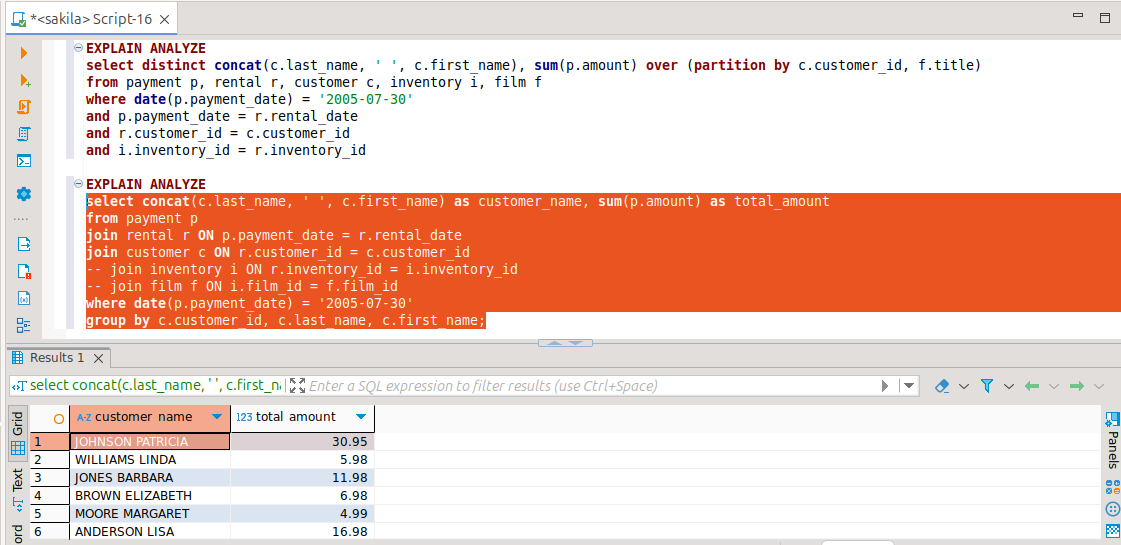 *<sakila> Script-16
EXPLAIN ANALYZE
select distinct concat(c.last_name, ' ', c.first_name), sum(p.amount) over (partition by c.customer_id, f.title)
from payment p, rental r, customer c, inventory i, film f
where date(p.payment_date) = '2005-07-30'
and p.payment_date = r.rental_date
and r.customer_id = c.customer_id
and i.inventory_id = r.inventory_id
EXPLAIN ANALYZE
select concat(c.last_name, ' ', c.first_name) as customer_name, sum(p.amount) as total_amount
from payment p
join rental r ON p.payment_date = r.rental_date
join customer c ON r.customer_id = c.customer_id
-- join inventory i ON r.inventory_id = i.inventory_id
-- join film f ON i.film_id = f.film_id
where date(p.payment_date) = '2005-07-30'
group by c.customer_id, c.last_name, c.first_name;
Results 1
select concat(c.last_name, ' ', c.first_na
Enter a SQL expression to filter results (use Ctrl+Space)
Grid
Text
ord
Panels
A-Z customer name 123 total amount
1 JOHNSON PATRICIA 30.95
2 WILLIAMS LINDA 5.98
3 JONES BARBARA 11.98
4 BROWN ELIZABETH 6.98
5 MOORE MARGARET 4.99
6 ANDERSON LISA 16.98